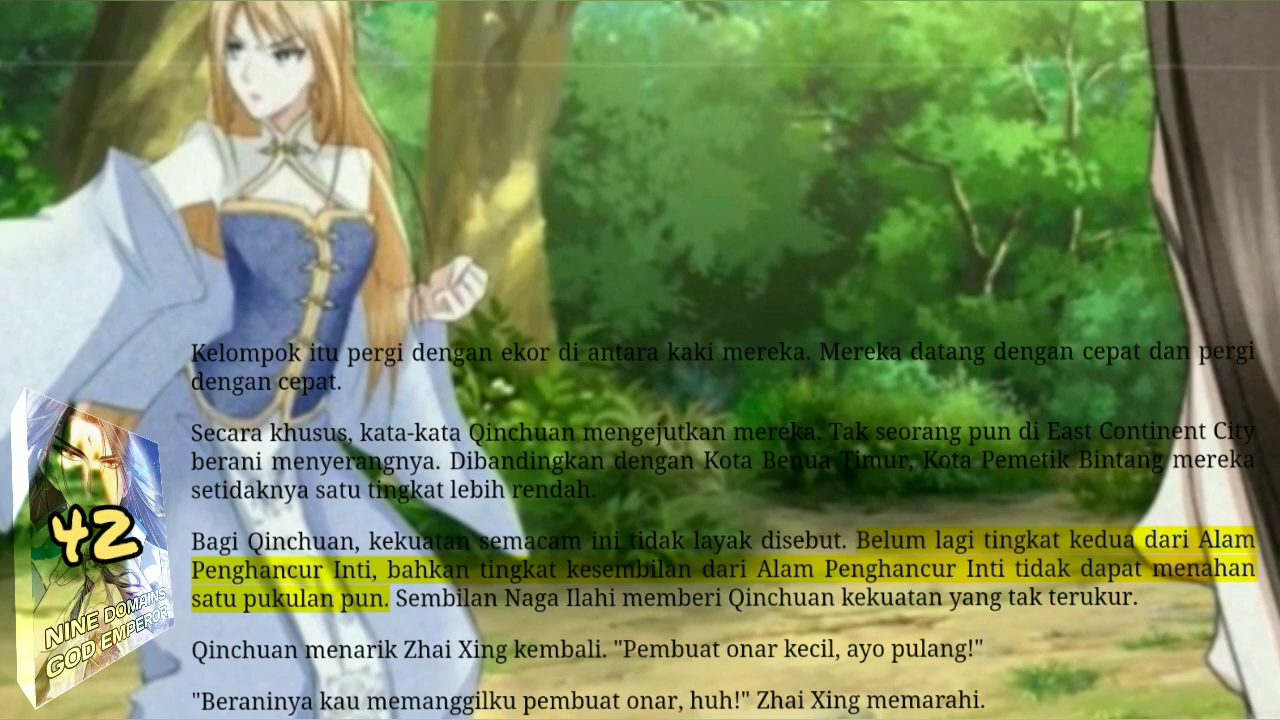 Kelompok itu pergi dengan ekor di antara kaki mereka. Mereka datang dengan cepat dan pergi
dengan cepat.
Secara khusus, kata-kata Qinchuan mengejutkan mereka. Tak seorang pun di East Continent City
berani menyerangnya. Dibandingkan dengan Kota Benua Timur, Kota Pemetik Bintang mereka
setidaknya satu tingkat lebih rendah.
Bagi Qinchuan, kekuatan semacam ini tidak layak disebut. Belum lagi tingkat kedua dari Alam
Penghancur Inti, bahkan tingkat kesembilan dari Alam Penghancur Inti tidak dapat menahan
satu pukulan pun. Sembilan Naga Ilahi memberi Qinchuan kekuatan yang tak terukur.
Qinchuan menarik Zhai Xing kembali. "Pembuat onar kecil, ayo pulang!"
"Beraninya kau memanggilku pembuat onar, huh!" Zhai Xing memarahi.
42
NINE DOMAINS
GOD EMPEROR